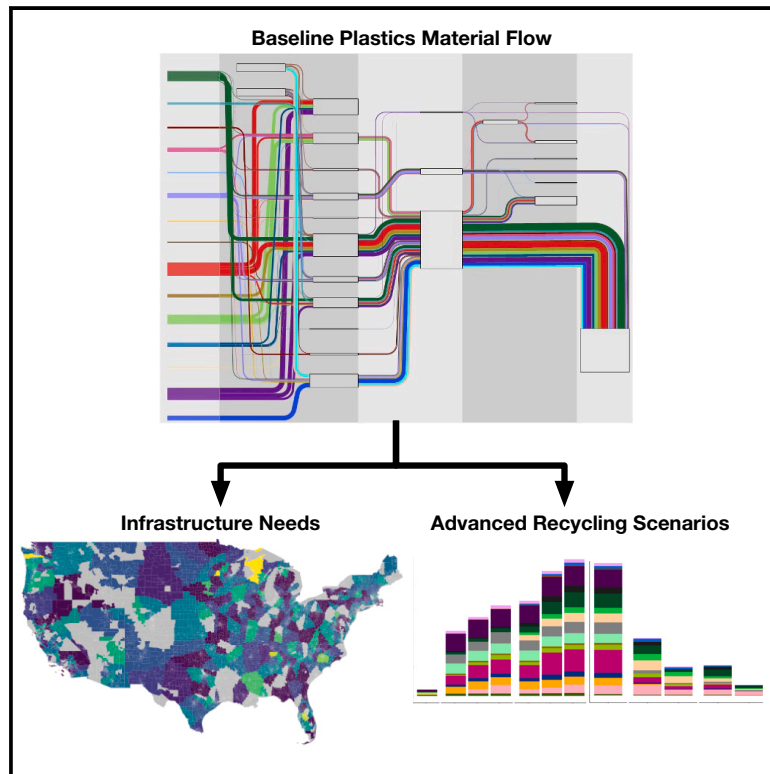 Baseline Plastics Material Flow
Infrastructure Needs
Advanced Recycling Scenarios